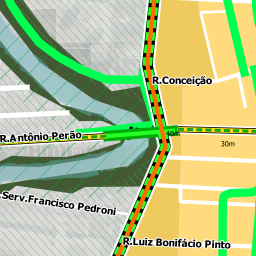 R.Conceição
R.Antônio Perão
30m
.Serv.Francisco Pedroni
R.Luiz Bonifácio Pinto